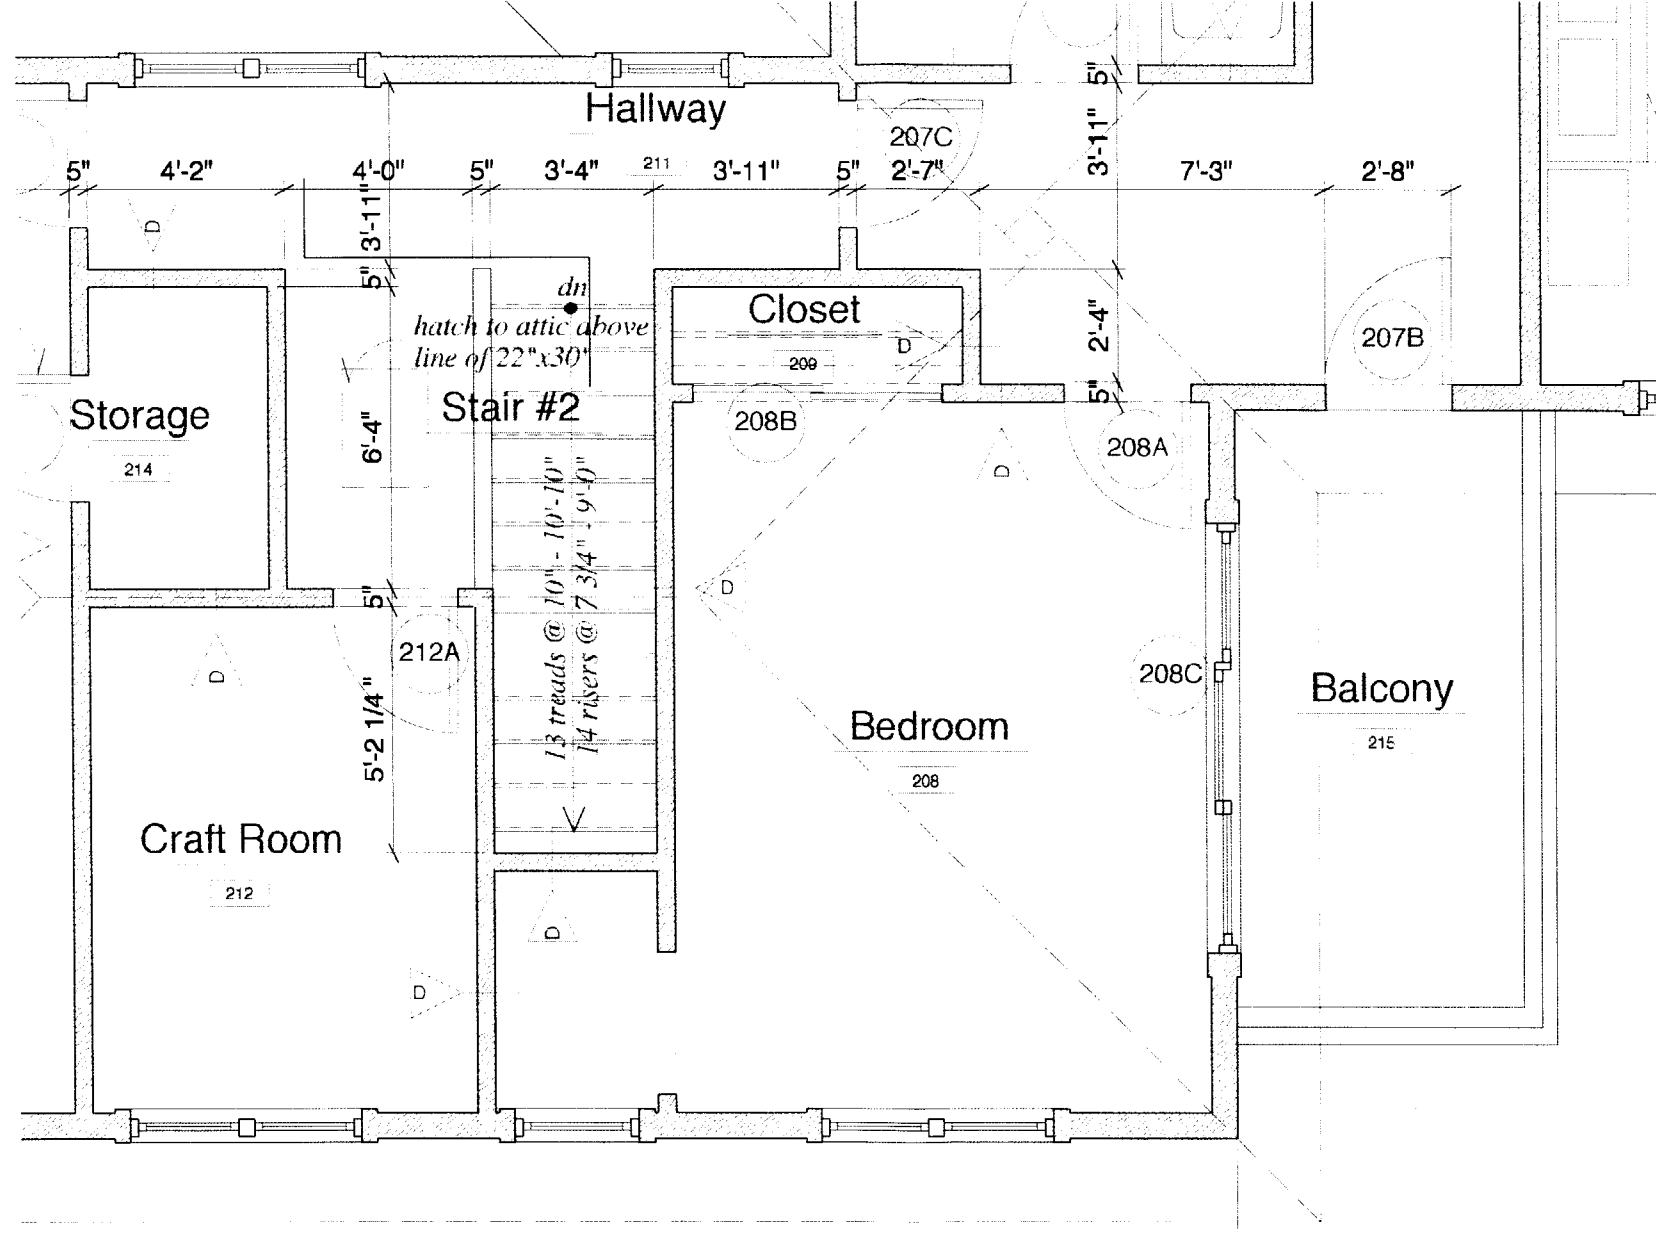 Hallway
211
207C
5" 4'-2" 4'-0" 5" 3'-4" 3'-11" 5" 2'-7" 7'-3" 2'-8"
5"
3'-11"
3'-11"
5"
2'-4"
5"
D
dn
hatch to attic above
line of 22"x30"
Stair #2
Closet
209
D
207B
Storage
214
6'-4"
208B
208A
D
D
13 treads @ 10" - 10'-10"
14 risers @ 7 3/4" - 9'-0"
5"
212A
D
5'-2 1/4"
208C
Balcony
215
Bedroom
208
Craft Room
212
D
D